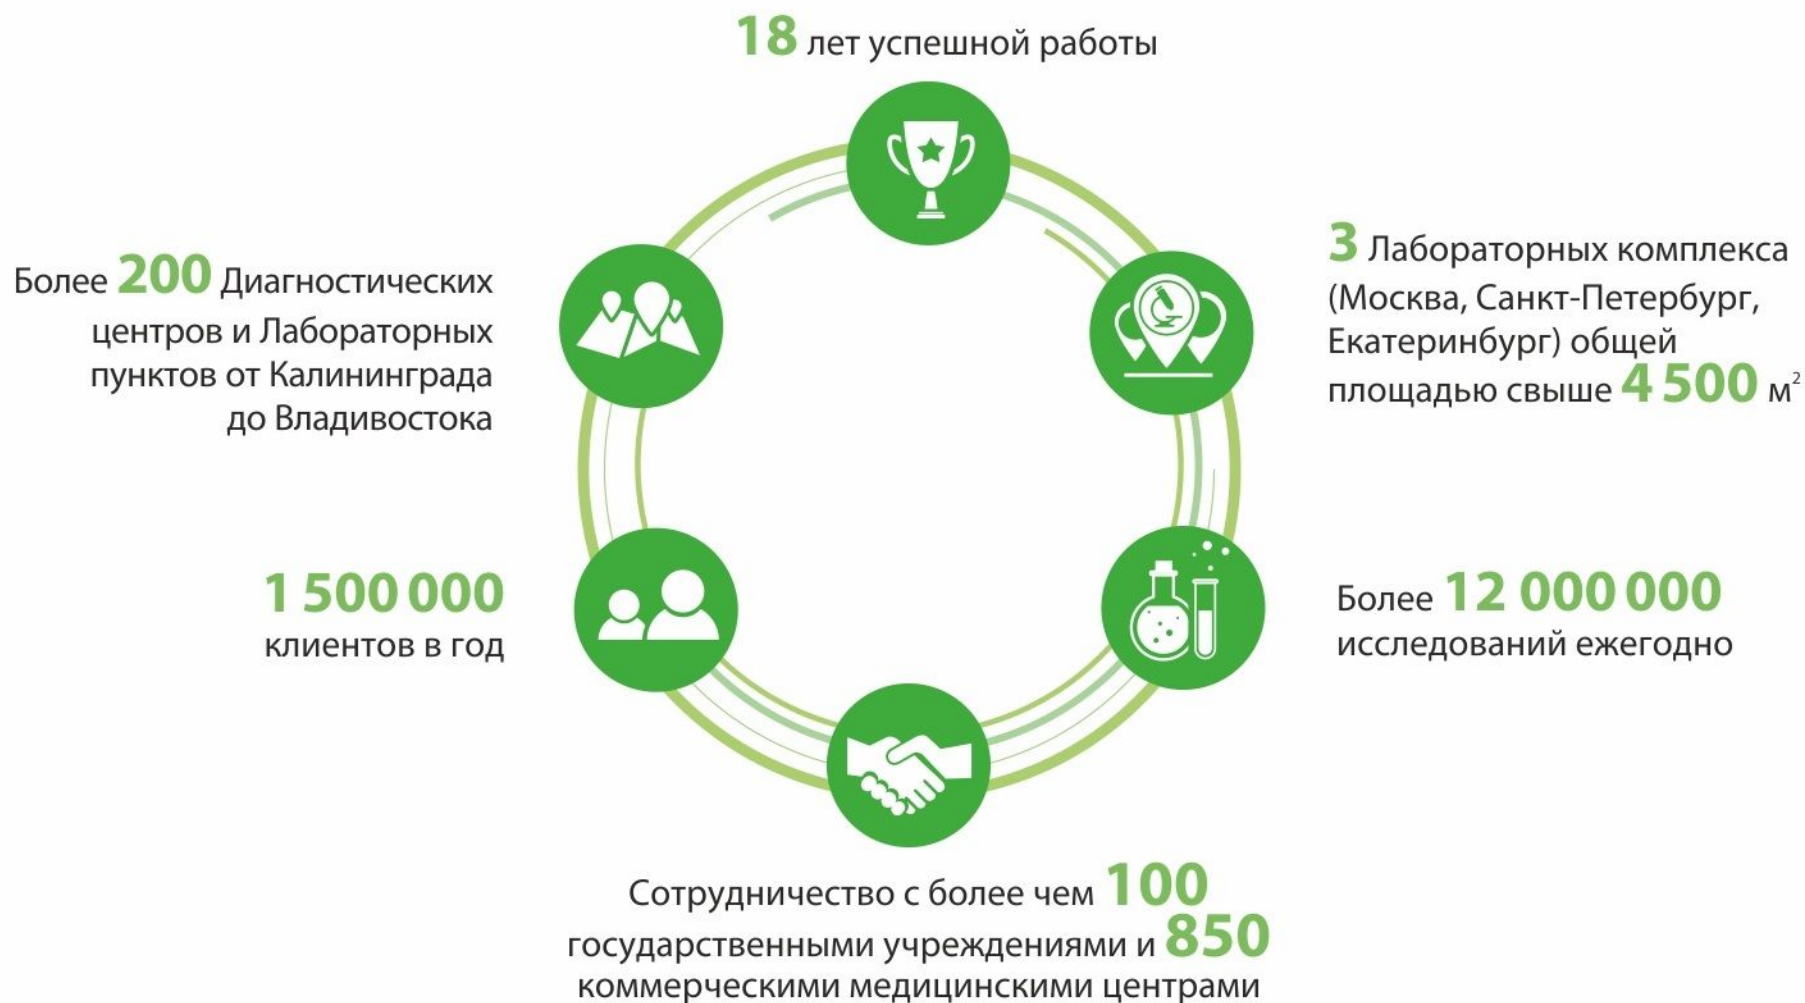 18 лет успешной работы
3 Лабораторных комплекса
(Москва, Санкт-Петербург,
Екатеринбург) общей
площадью свыше 4 500 м²
Более 12 000 000
исследований ежегодно
Сотрудничество с более чем 100
государственными учреждениями и 850
коммерческими медицинскими центрами
1 500 000
клиентов в год
Более 200 Диагностических
центров и Лабораторных
пунктов от Калининграда
до Владивостока